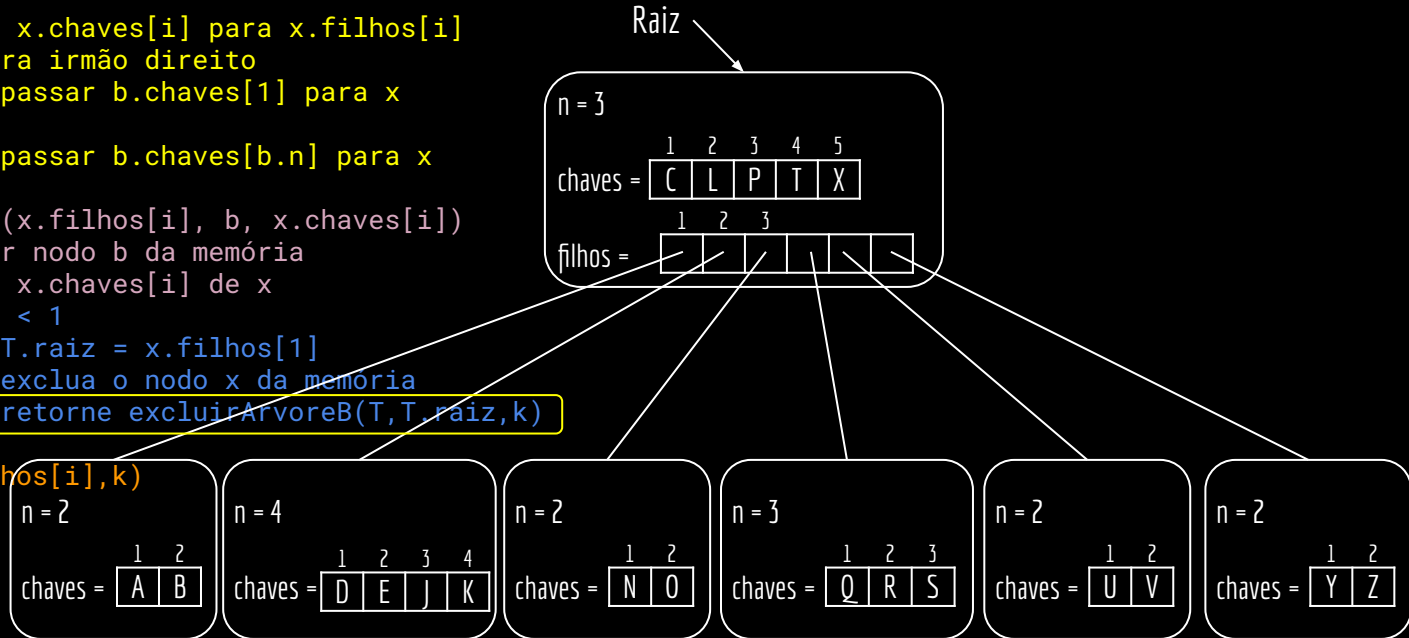 x.chaves[i] para x.filhos[i]
ra irmão direito
passar b.chaves[1] para x
passar b.chaves[b.n] para x
(x.filhos[i], b, x.chaves[i])
r nodo b da memória
x.chaves[i] de x
< 1
T.raiz = x.filhos[1]
exclua o nodo x da memória
retorne excluirArvoreB(T,T.raiz,k)
hos[i],k)
Raiz
n = 3
1 2 3 4 5
chaves = C L P T X
1 2 3
filhos =
n = 2
1 2
chaves = A B
n = 4
1 2 3 4
chaves = D E J K
n = 2
1 2
chaves = N O
n = 3
1 2 3
chaves = Q R S
n = 2
1 2
chaves = U V
n = 2
1 2
chaves = Y Z